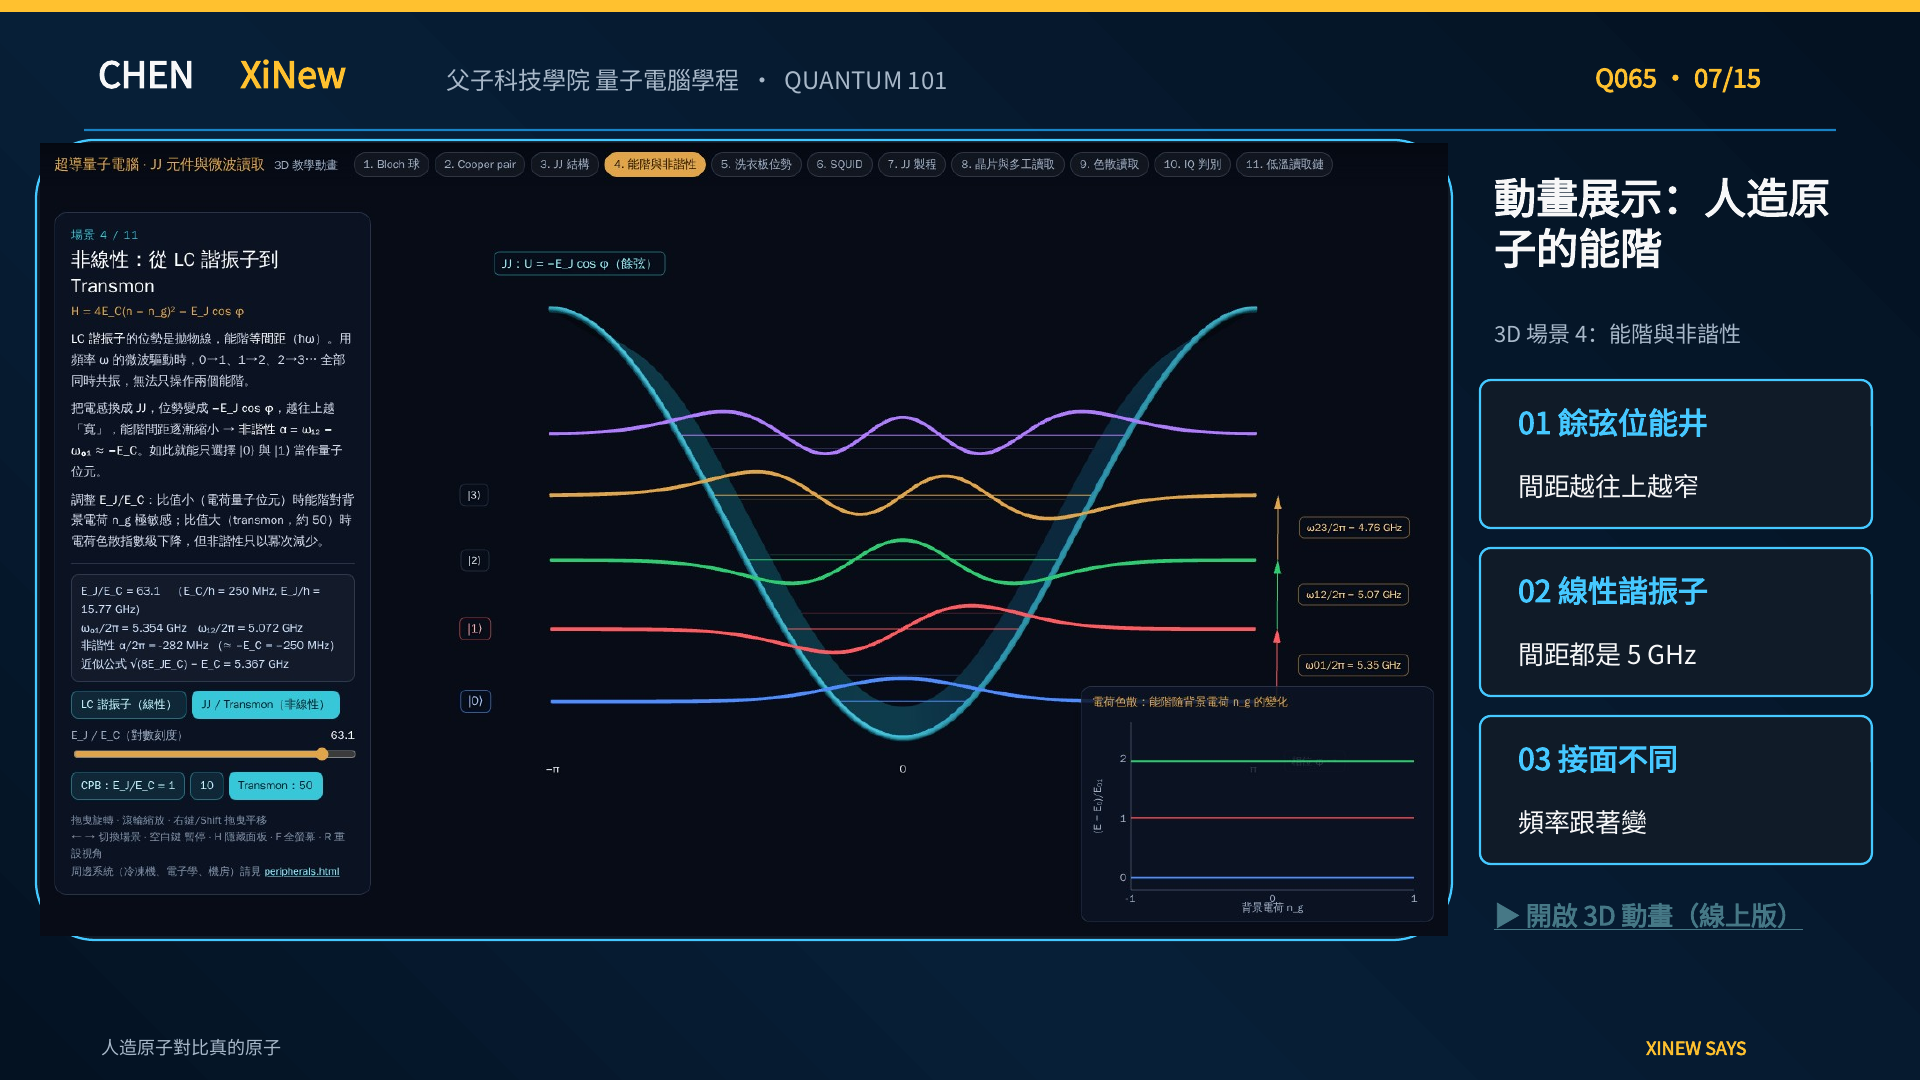 CHEN XiNew 父子科技學院 量子電腦學程 • QUANTUM 101 Q065 • 07/15
超導量子電腦 · JJ 元件與微波讀取 3D 教學動畫 1. Bloch 球 2. Cooper pair 3. JJ 結構 4. 能階與非諧性 5. 洗衣板位勢 6. SQUID 7. JJ 製程 8. 晶片與多工讀取 9. 色散讀取 10. IQ 判別 11. 低溫讀取鏈
場景 4 / 11
非線性：從 LC 諧振子到
Transmon
H = 4E_C(n − n_g)² − E_J cos φ
LC 諧振子的位勢是拋物線，能階等間距（ħω）。用
頻率 ω 的微波驅動時，0→1、1→2、2→3⋯ 全部
同時共振，無法只操作兩個能階。
把電感換成 JJ，位勢變成 −E_J cos φ，越往上越
「寬」，能階間距逐漸縮小 → 非諧性 α = ω₁₂ −
ω₀₁ ≈ −E_C。如此就能只選擇 |0⟩ 與 |1⟩ 當作量子
位元。
調整 E_J/E_C：比值小（電荷量子位元）時能階對背
景電荷 n_g 極敏感；比值大（transmon，約 50）時
電荷色散指數級下降，但非諧性只以冪次減少。
E_J/E_C = 63.1 （E_C/h = 250 MHz, E_J/h =
15.77 GHz）
ω₀₁/2π = 5.354 GHz ω₁₂/2π = 5.072 GHz
非諧性 α/2π = -282 MHz （≈ −E_C = −250 MHz）
近似公式 √(8E_JE_C) − E_C = 5.367 GHz
LC 諧振子（線性） JJ / Transmon（非線性）
E_J / E_C（對數刻度） 63.1
CPB：E_J/E_C = 1 10 Transmon：50
拖曳旋轉 · 滾輪縮放 · 右鍵/Shift 拖曳平移
← → 切換場景 · 空白鍵 暫停 · H 隱藏面板 · F 全螢幕 · R 重
設視角
周邊系統（冷凍機、電子學、機房）請見 peripherals.html
JJ：U = −E_J cos φ（餘弦）
|3⟩
|2⟩
|1⟩
|0⟩
ω23/2π = 4.76 GHz
ω12/2π = 5.07 GHz
ω01/2π = 5.35 GHz
−π 0 π
電荷色散：能階隨背景電荷 n_g 的變化
(E − E₀)/E₀₁
2
1
0
-1 0 1
背景電荷 n_g
動畫展示：人造原
子的能階
3D 場景 4：能階與非諧性
01 餘弦位能井
間距越往上越窄
02 線性諧振子
間距都是 5 GHz
03 接面不同
頻率跟著變
▶ 開啟 3D 動畫（線上版）
人造原子對比真的原子
XINEW SAYS